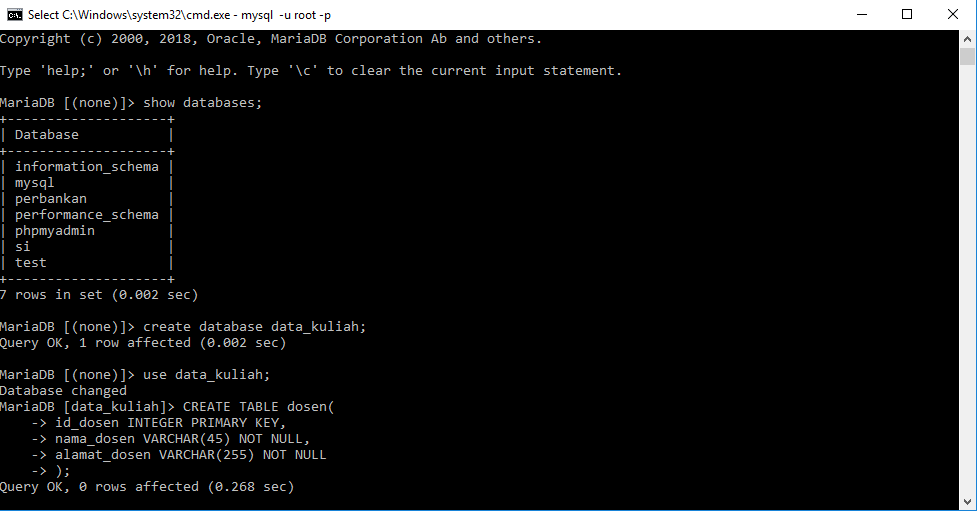 Select C:\Windows\system32\cmd.exe - mysql  -u root -p
Copyright (c) 2000, 2018, Oracle, MariaDB Corporation Ab and others.
Type 'help;' or '\h' for help. Type '\c' to clear the current input statement.
MariaDB [(none)]> show databases;
+--------------------+
| Database           |
+--------------------+
| information_schema |
| mysql              |
| perbankan          |
| performance_schema |
| phpmyadmin         |
| si                 |
| test               |
+--------------------+
7 rows in set (0.002 sec)
MariaDB [(none)]> create database data_kuliah;
Query OK, 1 row affected (0.002 sec)
MariaDB [(none)]> use data_kuliah;
Database changed
MariaDB [data_kuliah]> CREATE TABLE dosen(
    -> id_dosen INTEGER PRIMARY KEY,
    -> nama_dosen VARCHAR(45) NOT NULL,
    -> alamat_dosen VARCHAR(255) NOT NULL
    -> );
Query OK, 0 rows affected (0.268 sec)